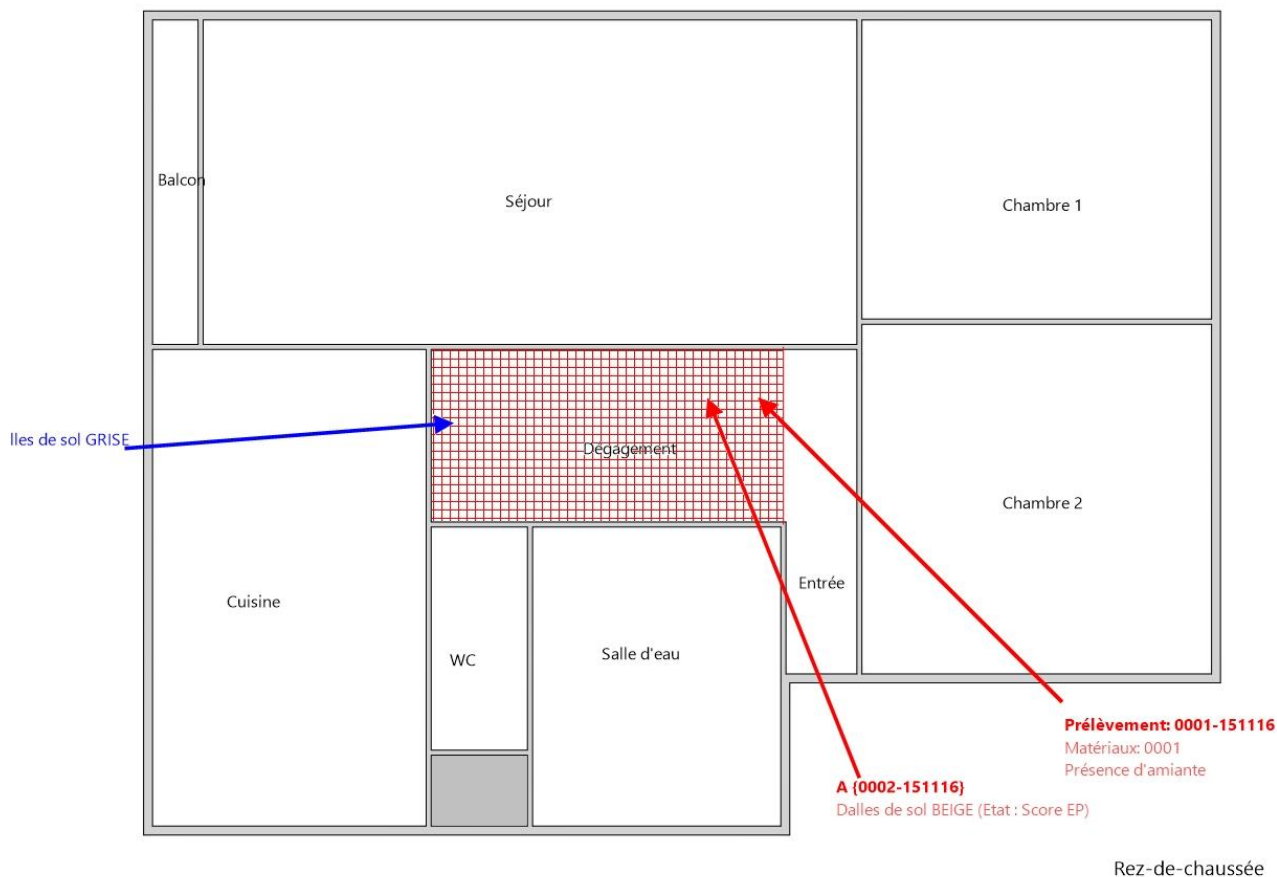 Balcon
Séjour
Chambre 1
lles de sol GRISE
Dégagement
Chambre 2
Entrée
Cuisine
WC
Salle d'eau
Prélèvement: 0001-151116
Matériaux: 0001
Présence d'amiante
A {0002-151116}
Dalles de sol BEIGE (Etat : Score EP)
Rez-de-chaussée